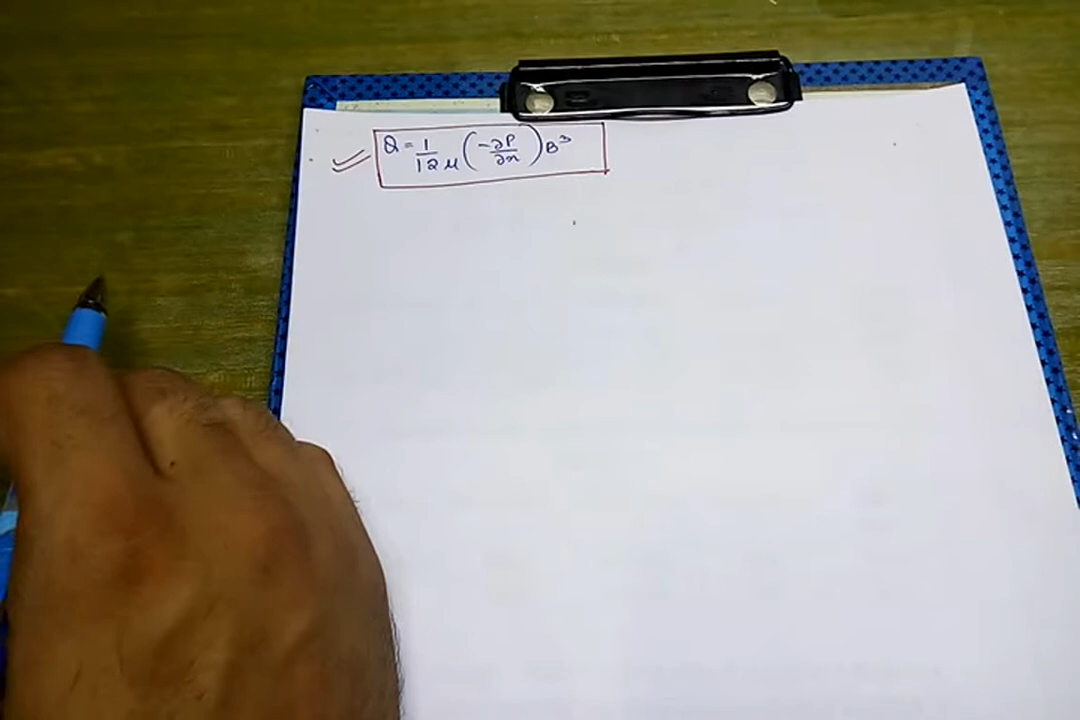 Q = 1/12μ (-∂P/∂x) B³